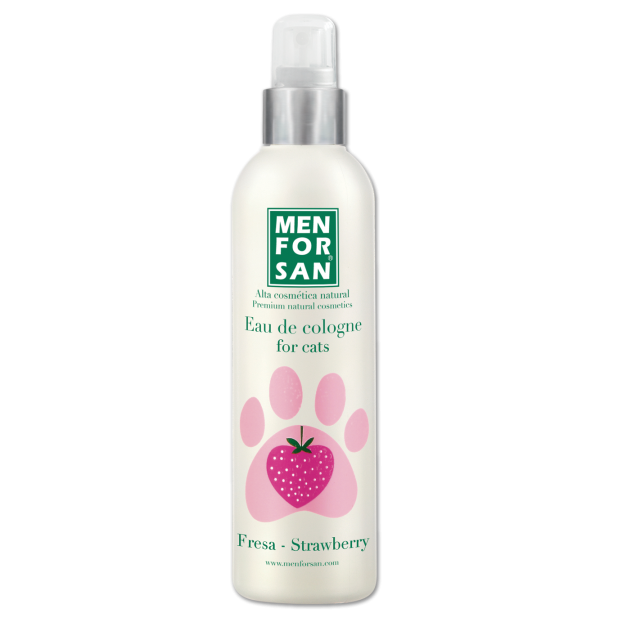 MEN
FOR
SAN®
Alta cosmética natural
Premium natural cosmetics
Eau de cologne
for cats
Fresa - Strawberry
www.menforsan.com